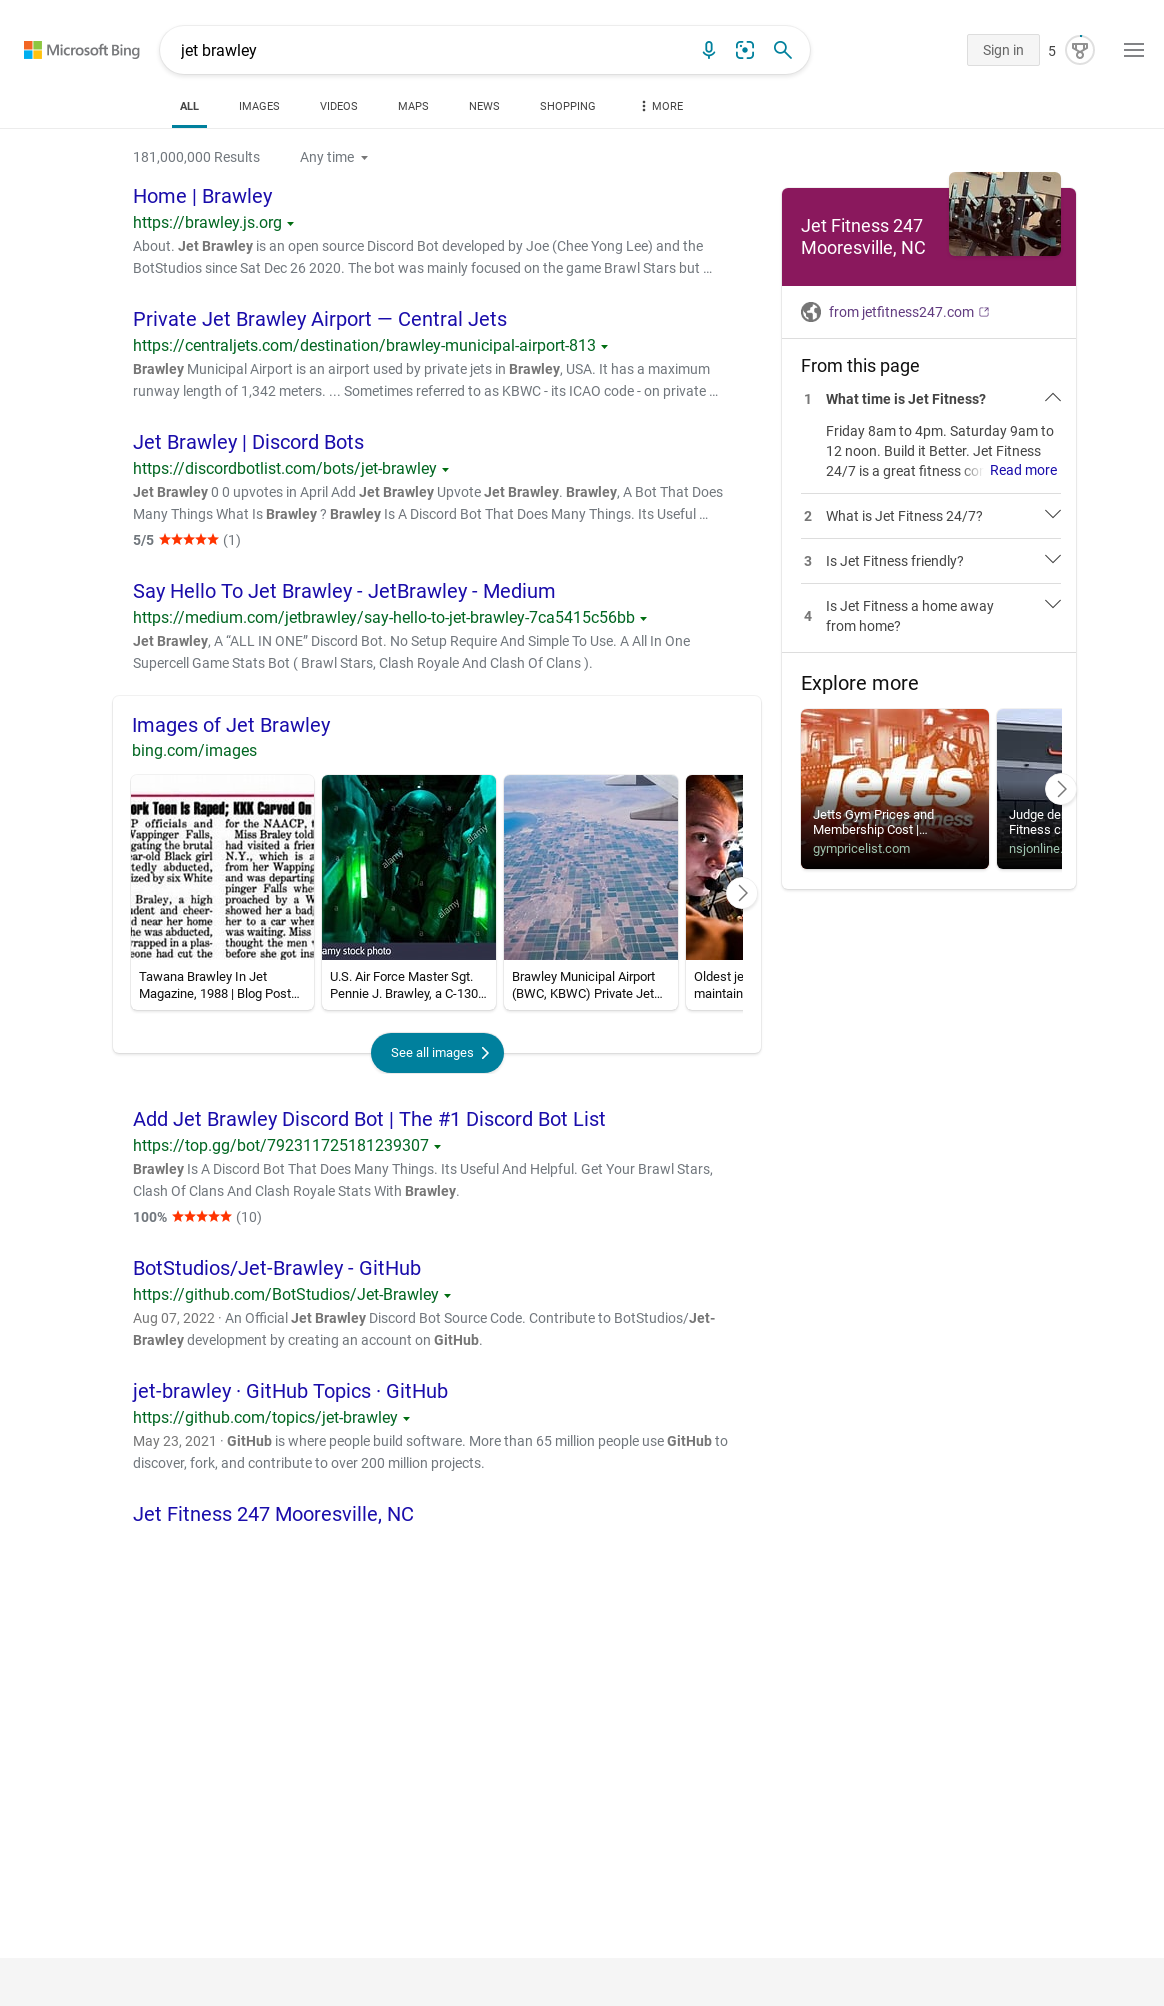 Microsoft Bing
jet brawley
Sign in
5
ALL
IMAGES
VIDEOS
MAPS
NEWS
SHOPPING
MORE
181,000,000 Results
Any time
Home | Brawley
https://brawley.js.org
About. Jet Brawley is an open source Discord Bot developed by Joe (Chee Yong Lee) and the
BotStudios since Sat Dec 26 2020. The bot was mainly focused on the game Brawl Stars but ...
Private Jet Brawley Airport — Central Jets
https://centraljets.com/destination/brawley-municipal-airport-813
Brawley Municipal Airport is an airport used by private jets in Brawley, USA. It has a maximum
runway length of 1,342 meters. ... Sometimes referred to as KBWC - its ICAO code - on private ...
Jet Brawley | Discord Bots
https://discordbotlist.com/bots/jet-brawley
Jet Brawley 0 0 upvotes in April Add Jet Brawley Upvote Jet Brawley. Brawley, A Bot That Does
Many Things What Is Brawley ? Brawley Is A Discord Bot That Does Many Things. Its Useful ...
5/5 ★★★★★ (1)
Say Hello To Jet Brawley - JetBrawley - Medium
https://medium.com/jetbrawley/say-hello-to-jet-brawley-7ca5415c56bb
Jet Brawley, A “ALL IN ONE” Discord Bot. No Setup Require And Simple To Use. A All In One
Supercell Game Stats Bot ( Brawl Stars, Clash Royale And Clash Of Clans ).
Images of Jet Brawley
bing.com/images
ork Teen Is Raped; KKK Carved On
P officials and
Wappinger Falls,
gating the brutal
ear-old Black girl
tedly abducted,
ized by six White
Braley, a high
dent and cheer-
d near her home
he was abducted,
wrapped in a plas-
eone had cut the
for the NAACP, t
Miss Braley told
had visited a frien
N.Y., which is a
from her Wapping
and was departing
pinger Falls whe
proached by a W
showed her a bad
her to a car wher
was waiting. Miss
thought the men w
before she got ins
alamy
alamy
alamy
amy stock photo
Tawana Brawley In Jet
Magazine, 1988 | Blog Post...
U.S. Air Force Master Sgt.
Pennie J. Brawley, a C-130...
Brawley Municipal Airport
(BWC, KBWC) Private Jet...
Oldest je
maintain
See all images
Add Jet Brawley Discord Bot | The #1 Discord Bot List
https://top.gg/bot/792311725181239307
Brawley Is A Discord Bot That Does Many Things. Its Useful And Helpful. Get Your Brawl Stars,
Clash Of Clans And Clash Royale Stats With Brawley.
100% ★★★★★ (10)
BotStudios/Jet-Brawley - GitHub
https://github.com/BotStudios/Jet-Brawley
Aug 07, 2022 · An Official Jet Brawley Discord Bot Source Code. Contribute to BotStudios/Jet-
Brawley development by creating an account on GitHub.
jet-brawley · GitHub Topics · GitHub
https://github.com/topics/jet-brawley
May 23, 2021 · GitHub is where people build software. More than 65 million people use GitHub to
discover, fork, and contribute to over 200 million projects.
Jet Fitness 247 Mooresville, NC
Jet Fitness 247
Mooresville, NC
from jetfitness247.com
From this page
1 What time is Jet Fitness?
Friday 8am to 4pm. Saturday 9am to
12 noon. Build it Better. Jet Fitness
24/7 is a great fitness co Read more
2 What is Jet Fitness 24/7?
3 Is Jet Fitness friendly?
4 Is Jet Fitness a home away
from home?
Explore more
jetts
24 hour fitness
Jetts Gym Prices and
Membership Cost |...
gympricelist.com
Judge de
Fitness c
nsjonline.